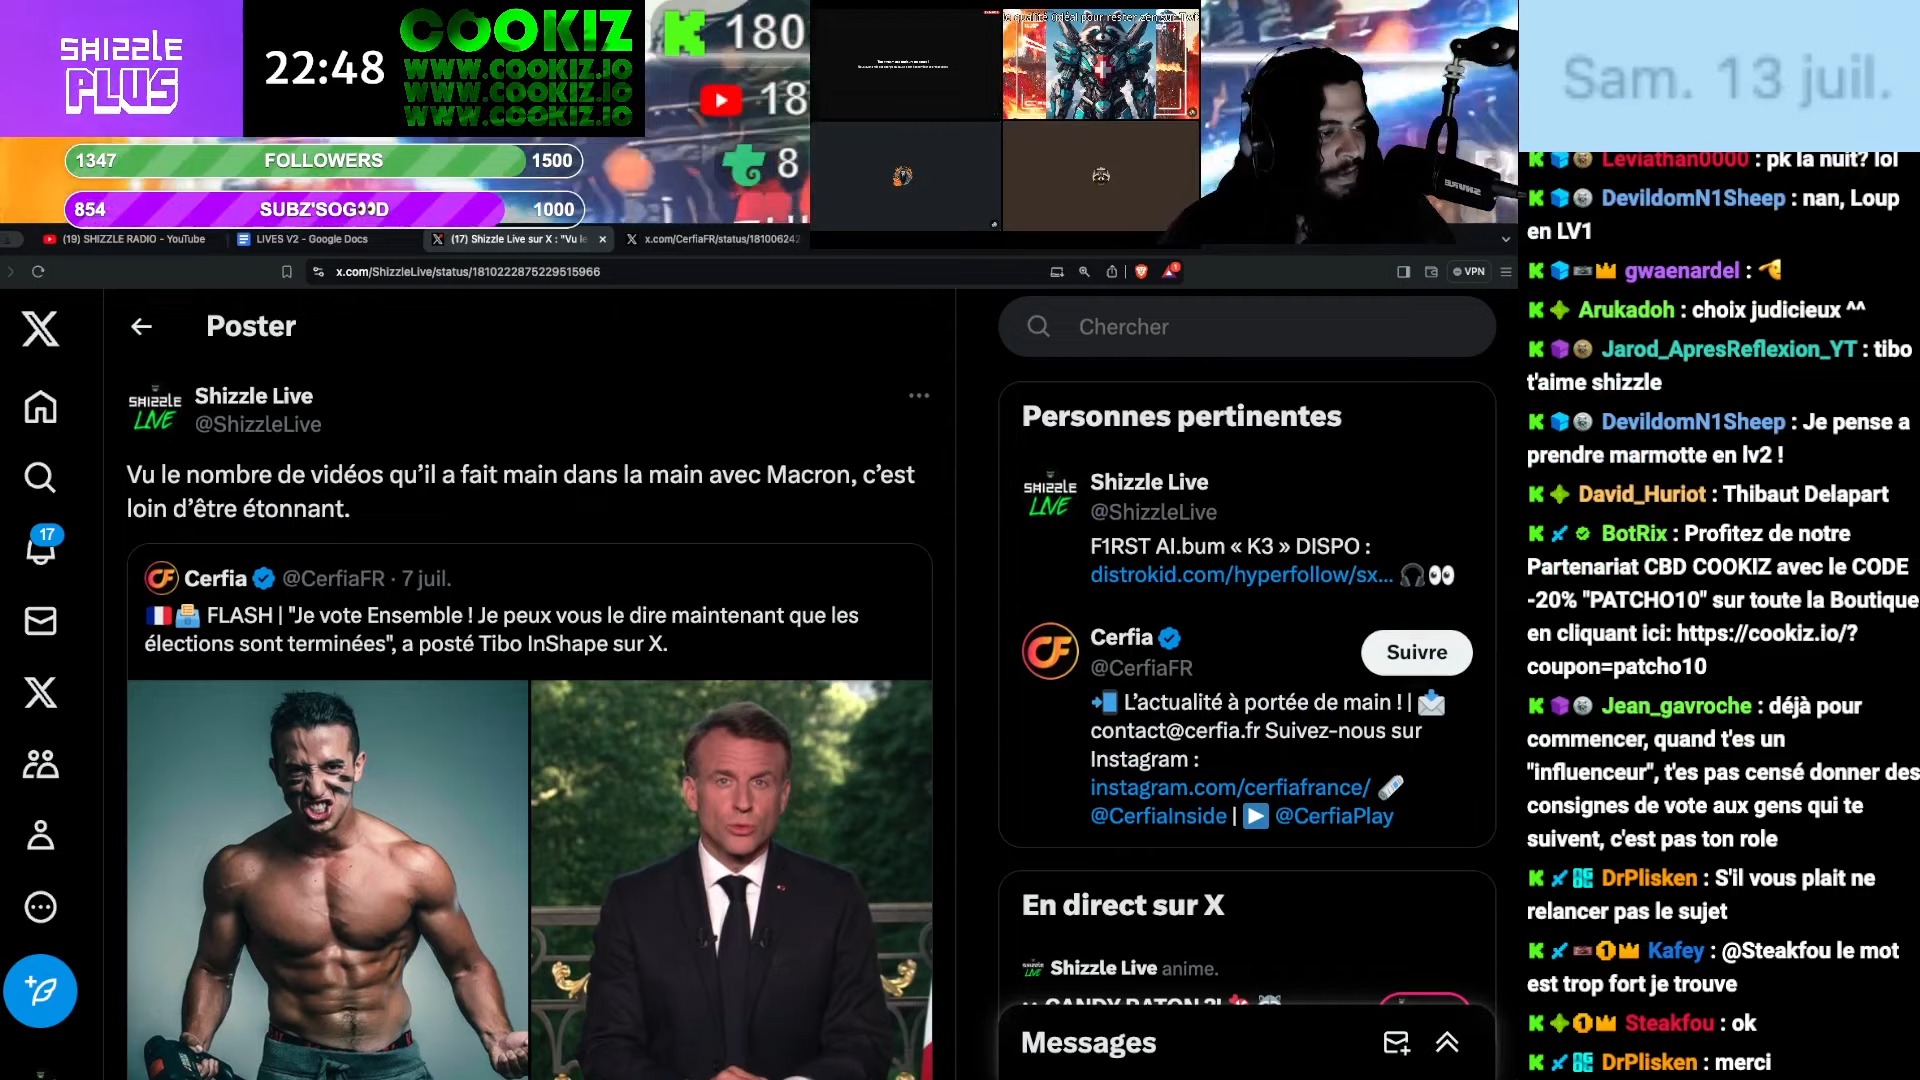 SHIZZLE
PLUS
22:48
COOKIZ
WWW.COOKIZ.IO
WWW.COOKIZ.IO
WWW.COOKIZ.IO
180
18
8
1347 FOLLOWERS 1500
854 SUBZ'SOG👀D 1000
Sam. 13 juil.
(19) SHIZZLE RADIO - YouTube
LIVES V2 - Google Docs
(17) Shizzle Live sur X : "Vu le
x.com/CerfiaFR/status/181006242
x.com/ShizzleLive/status/1810222875229515966
VPN
Poster
Shizzle Live
@ShizzleLive
Vu le nombre de vidéos qu’il a fait main dans la main avec Macron, c’est
loin d’être étonnant.
Cerfia @CerfiaFR · 7 juil.
🇫🇷🗳️ FLASH | "Je vote Ensemble ! Je peux vous le dire maintenant que les
élections sont terminées", a posté Tibo InShape sur X.
17
Chercher
Personnes pertinentes
SHIZZLE
LIVE
Shizzle Live
@ShizzleLive
F1RST AI.bum « K3 » DISPO :
distrokid.com/hyperfollow/sx... 🎧👀
Cerfia
@CerfiaFR
Suivre
📲 L’actualité à portée de main ! | 📩
contact@cerfia.fr Suivez-nous sur
Instagram :
instagram.com/cerfiafrance/ 🗞️
@CerfiaInside | ▶️ @CerfiaPlay
En direct sur X
Shizzle Live anime.
Messages
Leviathan0000 : pk la nuit? lol
DevildomN1Sheep : nan, Loup
en LV1
gwaenardel :
Arukadoh : choix judicieux ^^
Jarod_ApresReflexion_YT : tibo
t'aime shizzle
DevildomN1Sheep : Je pense a
prendre marmotte en lv2 !
David_Huriot : Thibaut Delapart
BotRix : Profitez de notre
Partenariat CBD COOKIZ avec le CODE
-20% "PATCHO10" sur toute la Boutique
en cliquant ici: https://cookiz.io/?
coupon=patcho10
Jean_gavroche : déjà pour
commencer, quand t'es un
"influenceur", t'es pas censé donner des
consignes de vote aux gens qui te
suivent, c'est pas ton role
DrPlisken : S'il vous plait ne
relancer pas le sujet
Kafey : @Steakfou le mot
est trop fort je trouve
Steakfou : ok
DrPlisken : merci